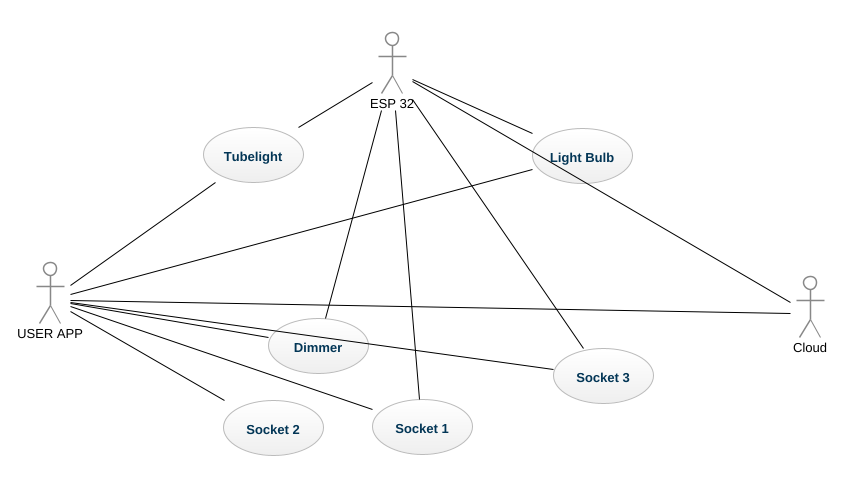 ESP 32
Tubelight
Light Bulb
USER APP
Cloud
Dimmer
Socket 3
Socket 2
Socket 1